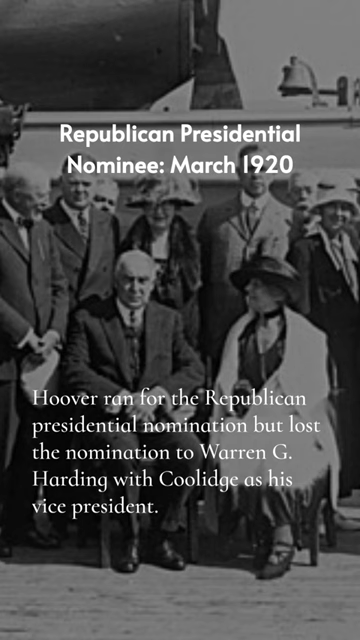 Republican Presidential
Nominee: March 1920
Hoover ran for the Republican
presidential nomination but lost
the nomination to Warren G.
Harding with Coolidge as his
vice president.